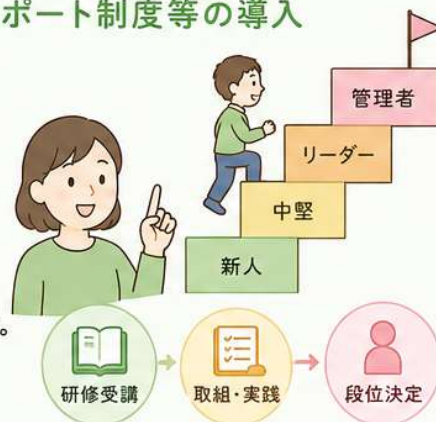 ポート制度等の導入
管理者
リーダー
中堅
新人
。
研修受講
取組・実践
段位決定